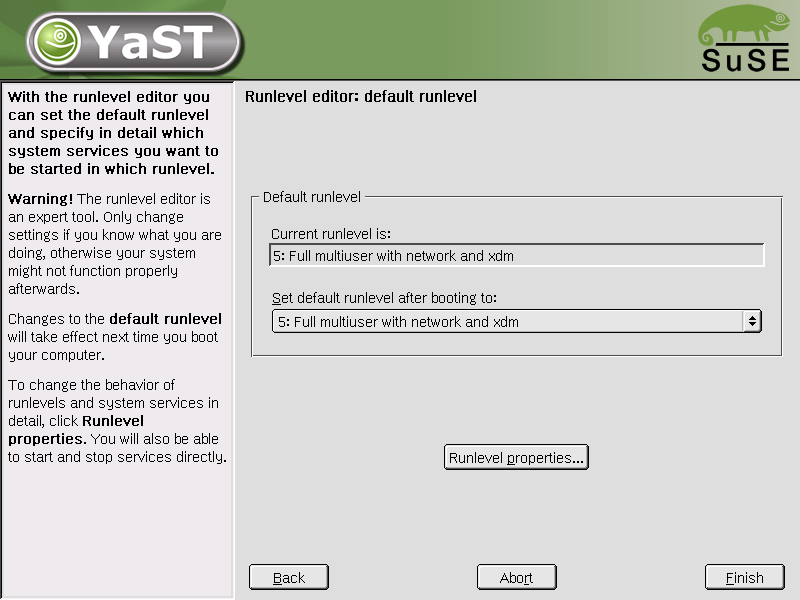 YaST
SuSE
With the runlevel editor you
can set the default runlevel
and specify in detail which
system services you want to
be started in which runlevel.
Warning! The runlevel editor is
an expert tool. Only change
settings if you know what you are
doing, otherwise your system
might not function properly
afterwards.
Changes to the default runlevel
will take effect next time you boot
your computer.
To change the behavior of
runlevels and system services in
detail, click Runlevel
properties. You will also be able
to start and stop services directly.
Runlevel editor: default runlevel
Default runlevel
Current runlevel is:
5: Full multiuser with network and xdm
Set default runlevel after booting to:
5: Full multiuser with network and xdm
Runlevel properties...
Back
Abort
Finish